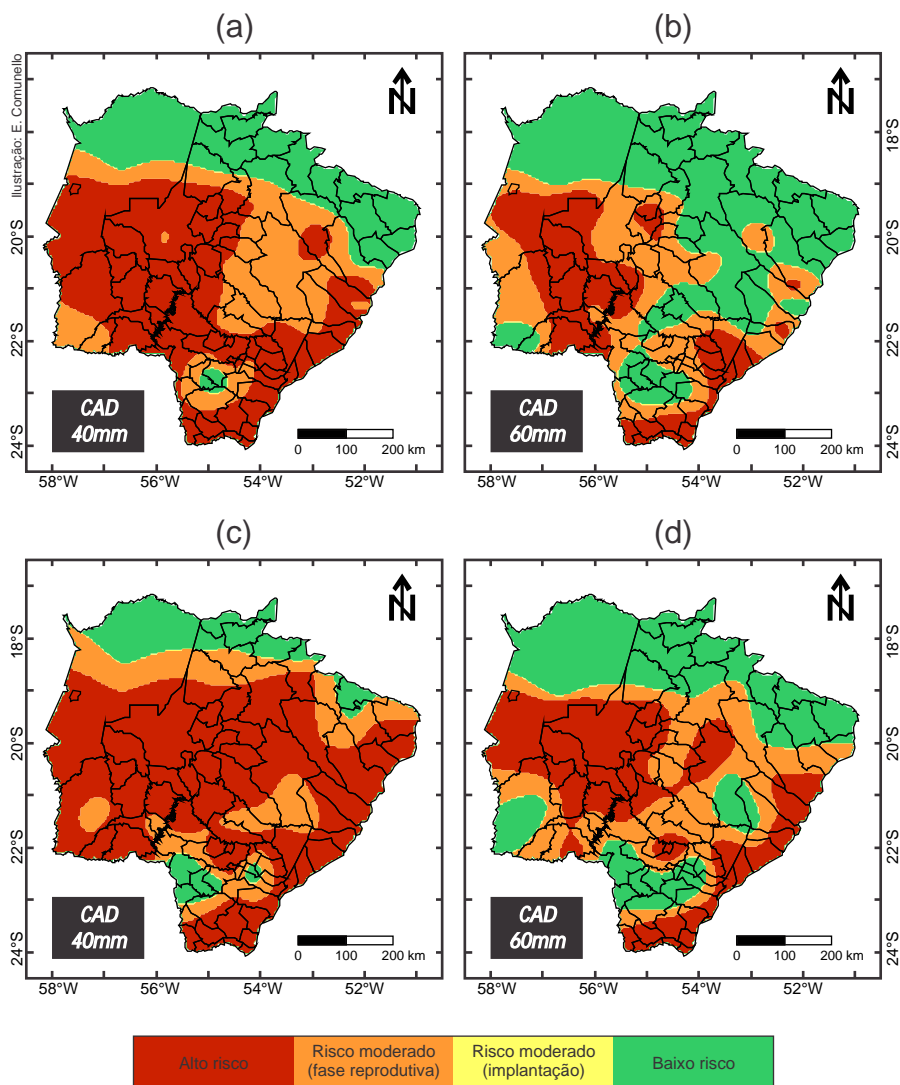 (a)
(b)
Ilustração: E. Comunello
N
N
18°S
20°S
22°S
24°S
18°S
20°S
22°S
24°S
CAD
40mm
0 100 200 km
CAD
60mm
0 100 200 km
58°W 56°W 54°W 52°W
58°W 56°W 54°W 52°W
(c)
(d)
N
N
18°S
20°S
22°S
24°S
18°S
20°S
22°S
24°S
CAD
40mm
0 100 200 km
CAD
60mm
0 100 200 km
58°W 56°W 54°W 52°W
58°W 56°W 54°W 52°W
Alto risco
Risco moderado
(fase reprodutiva)
Risco moderado
(implantação)
Baixo risco